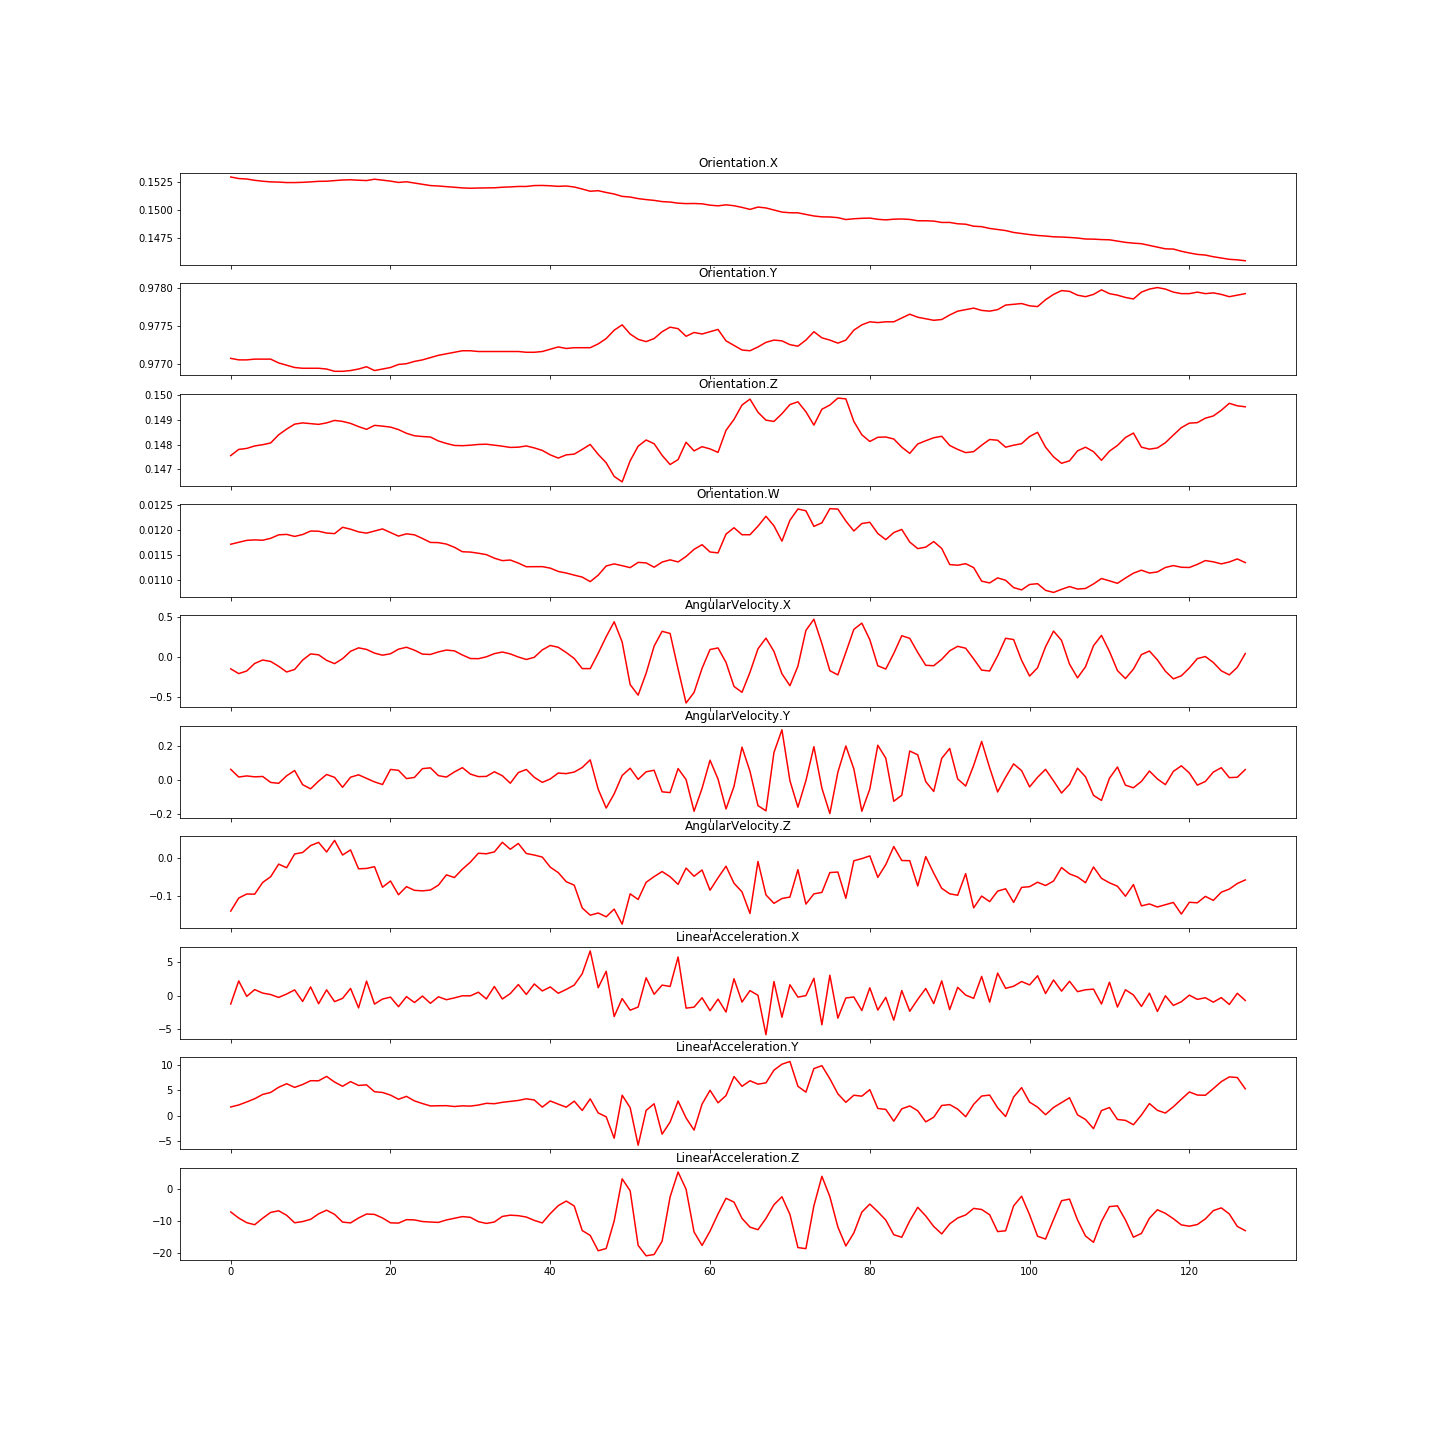 Orientation.X
0.1525
0.1500
0.1475
Orientation.Y
0.9780
0.9775
0.9770
Orientation.Z
0.150
0.149
0.148
0.147
Orientation.W
0.0125
0.0120
0.0115
0.0110
AngularVelocity.X
0.5
0.0
−0.5
AngularVelocity.Y
0.2
0.0
−0.2
AngularVelocity.Z
0.0
−0.1
LinearAcceleration.X
5
0
−5
LinearAcceleration.Y
10
5
0
−5
LinearAcceleration.Z
0
−10
−20
0 20 40 60 80 100 120